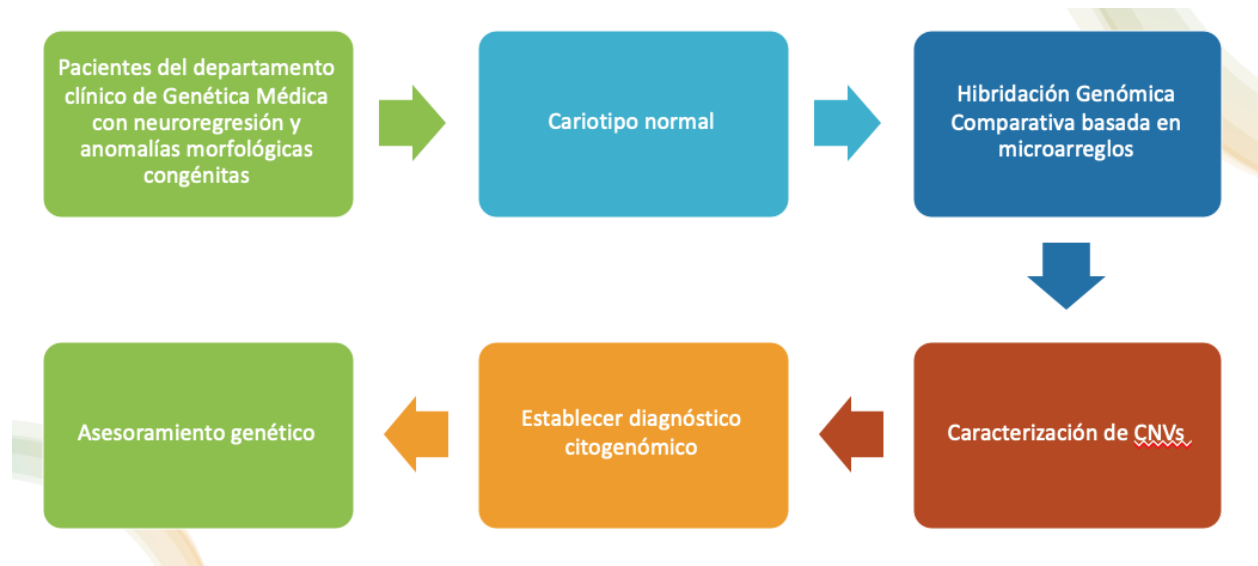 Pacientes del departamento
clínico de Genética Médica
con neuroregresión y
anomalías morfológicas
congénitas
Cariotipo normal
Hibridación Genómica
Comparativa basada en
microarreglos
Caracterización de CNVs
Establecer diagnóstico
citogenómico
Asesoramiento genético